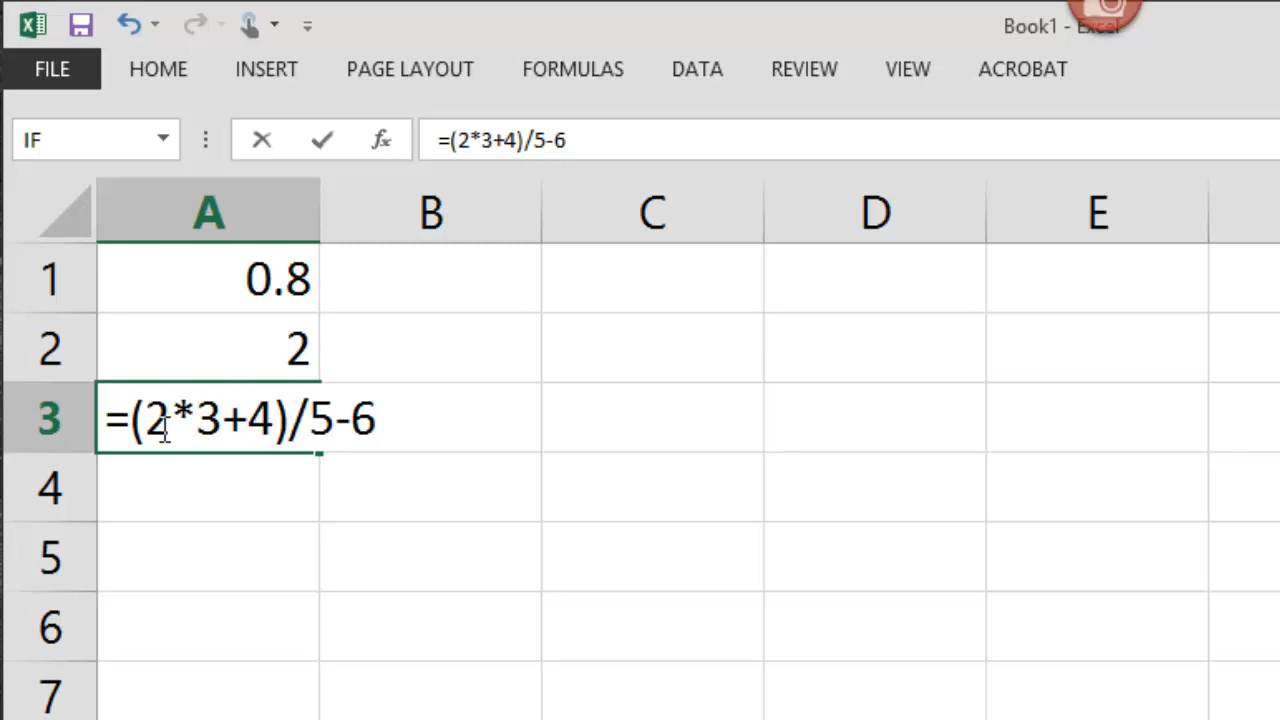 Book1 - Excel
FILE HOME INSERT PAGE LAYOUT FORMULAS DATA REVIEW VIEW ACROBAT
IF fx =(2*3+4)/5-6
A B C D E
1 0.8
2 2
3 =(2*3+4)/5-6
4
5
6
7